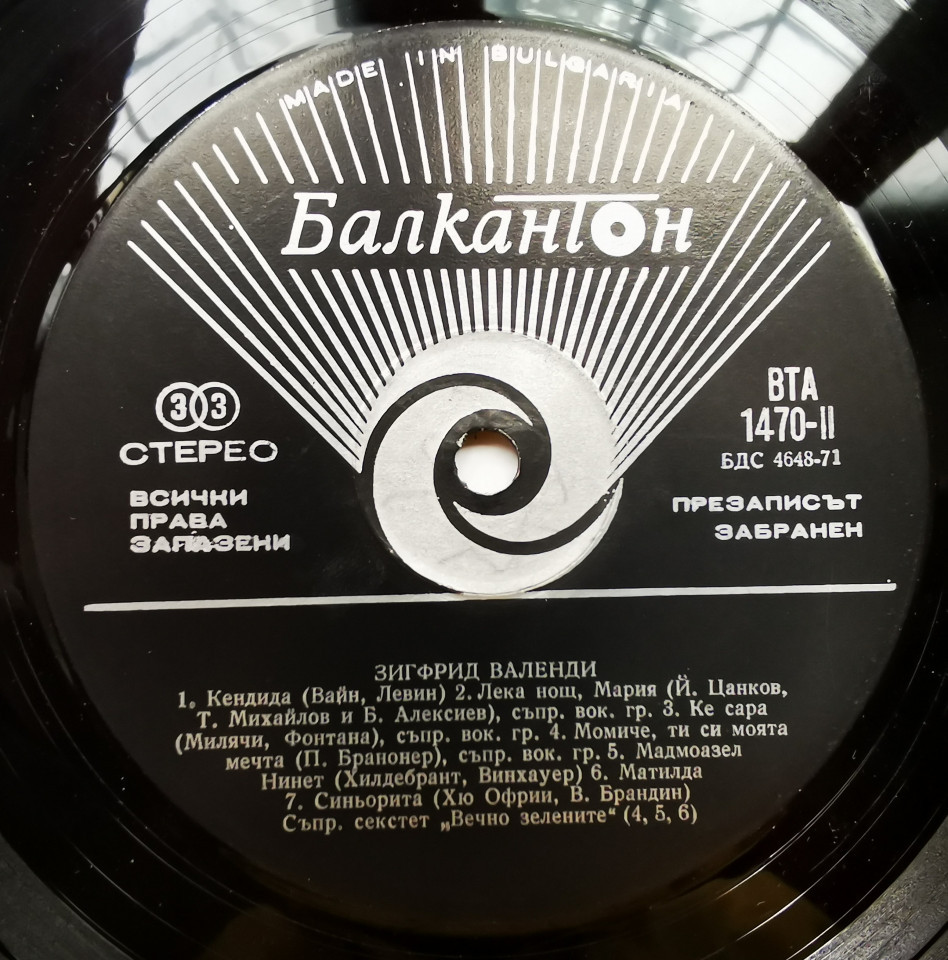 MADE IN BULGARIA
Балкантон
33
СТЕРЕО
ВСИЧКИ
ПРАВА
ЗАПАЗЕНИ
ВТА
1470-II
БДС 4648-71
ПРЕЗАПИСЪТ
ЗАБРАНЕН
ЗИГФРИД ВАЛЕНДИ
1. Кендида (Вайн, Левин) 2. Лека нощ, Мария (Й. Цанков,
Т. Михайлов и Б. Алексиев), съпр. вок. гр. 3. Ке сара
(Милячи, Фонтана), съпр. вок. гр. 4. Момиче, ти си моята
мечта (П. Бранонер), съпр. вок. гр. 5. Мадмоазел
Нинет (Хилдебрант, Винхауер) 6. Матилда
7. Синьорита (Хю Офрии, В. Брандин)
Съпр. секстет „Вечно зелените“ (4, 5, 6)